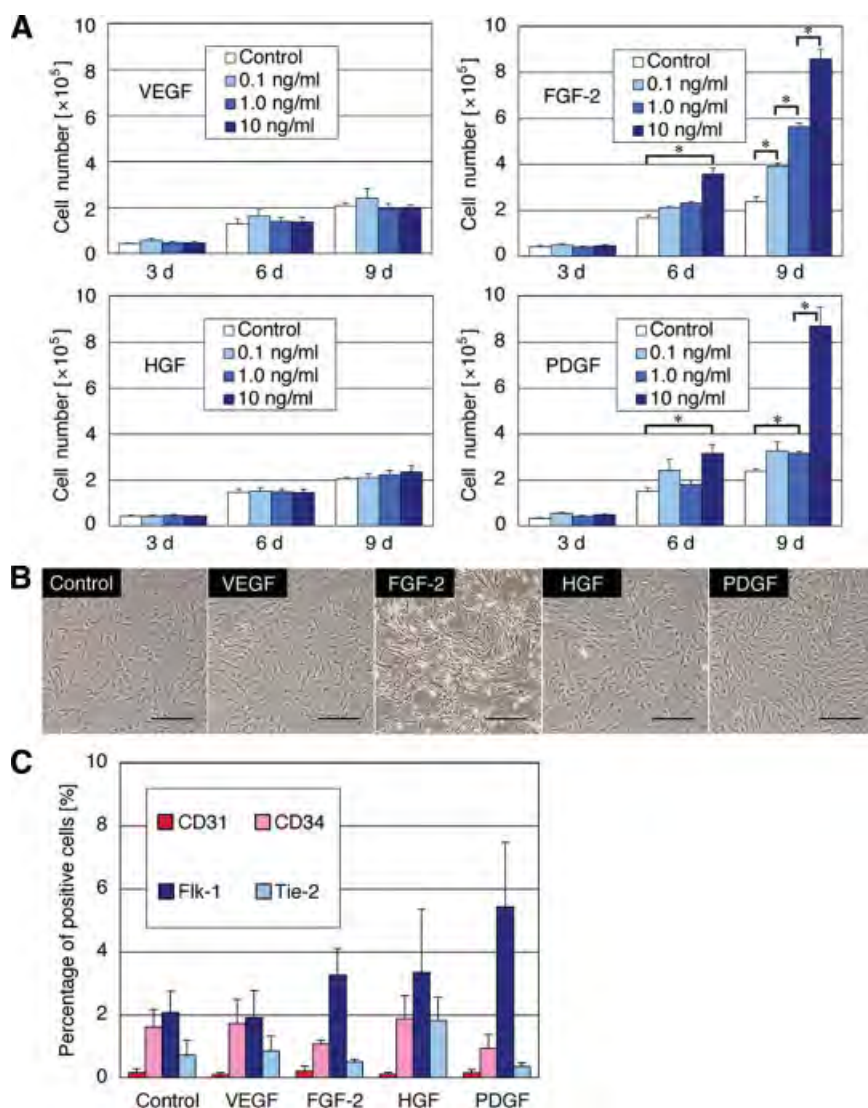 A
Cell number [×10⁵]
10
8
6
4
2
0
VEGF
Control
0.1 ng/ml
1.0 ng/ml
10 ng/ml
3 d
6 d
9 d
Cell number [×10⁵]
10
8
6
4
2
0
FGF-2
Control
0.1 ng/ml
1.0 ng/ml
10 ng/ml
*
*
*
*
3 d
6 d
9 d
Cell number [×10⁵]
10
8
6
4
2
0
HGF
Control
0.1 ng/ml
1.0 ng/ml
10 ng/ml
3 d
6 d
9 d
Cell number [×10⁵]
10
8
6
4
2
0
PDGF
Control
0.1 ng/ml
1.0 ng/ml
10 ng/ml
*
*
*
3 d
6 d
9 d
B
Control
VEGF
FGF-2
HGF
PDGF
C
Percentage of positive cells [%]
10
8
6
4
2
0
CD31 CD34
Flk-1 Tie-2
Control VEGF FGF-2 HGF PDGF